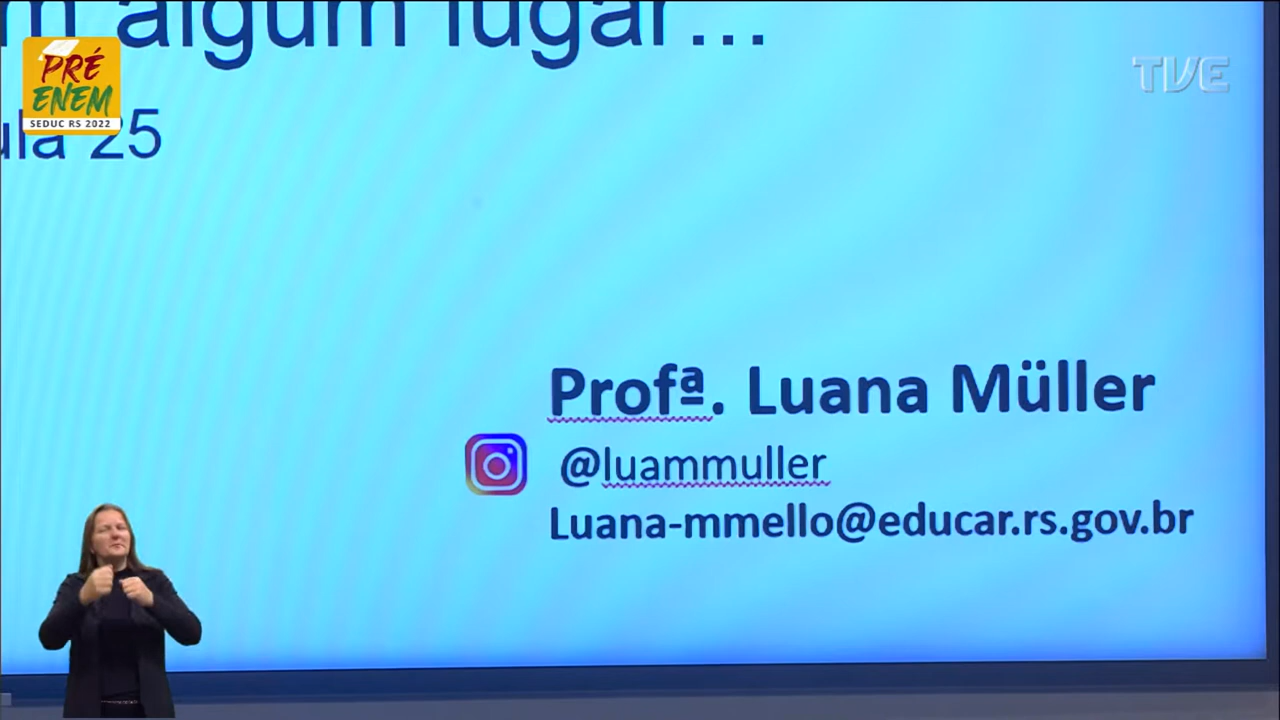 algum lugar...
PRÉ
ENEM
SEDUC RS 2022
TVE
25
Profª. Luana Müller
@luammuller
Luana-mmello@educar.rs.gov.br